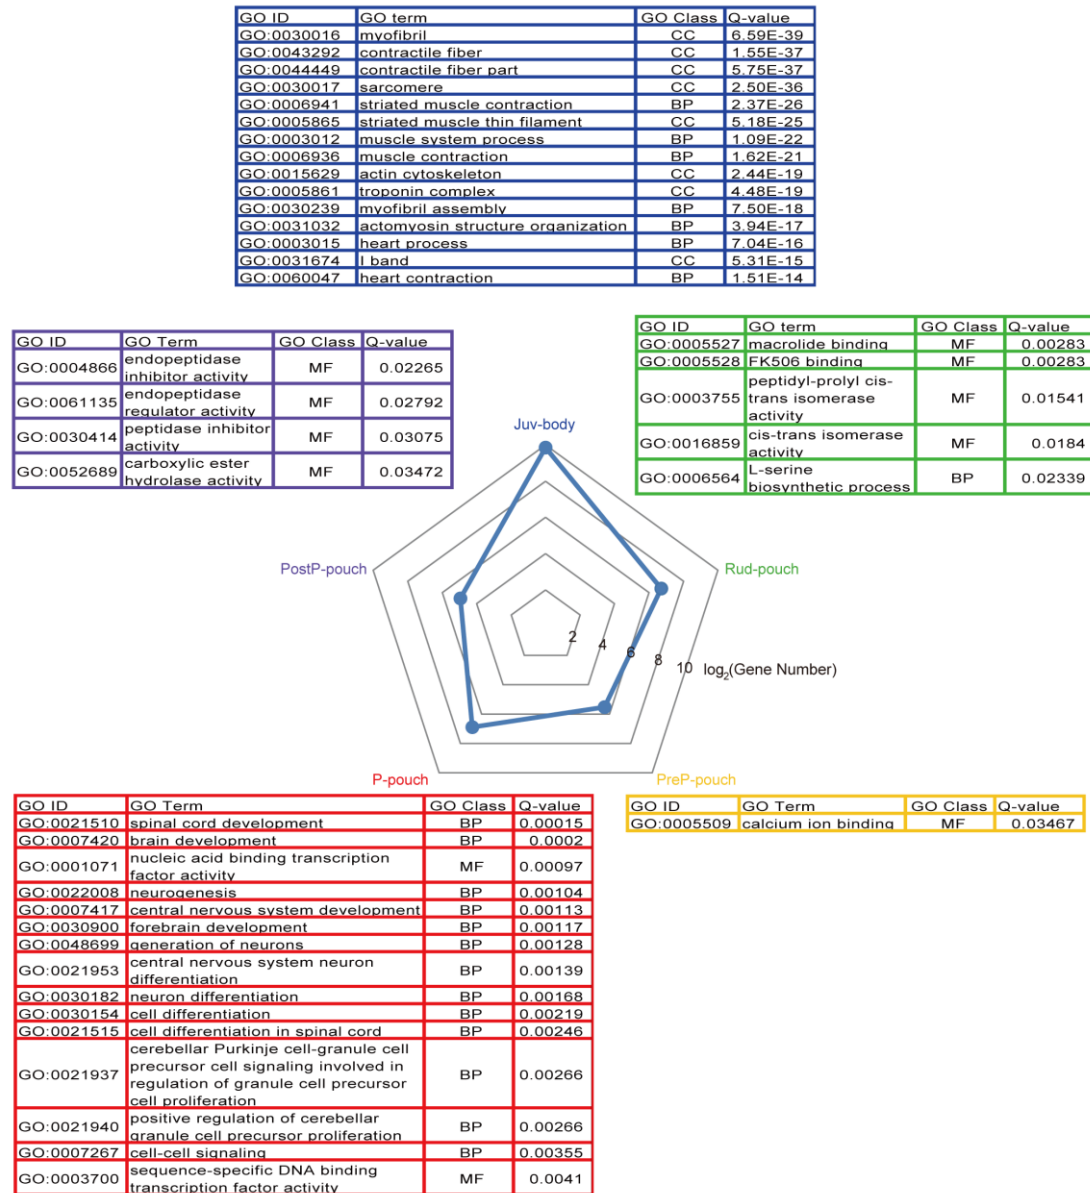 GO ID GO term GO Class Q-value
GO:0030016 myofibril CC 6.59E-39
GO:0043292 contractile fiber CC 1.55E-37
GO:0044449 contractile fiber part CC 5.75E-37
GO:0030017 sarcomere CC 2.50E-36
GO:0006941 striated muscle contraction BP 2.37E-26
GO:0005865 striated muscle thin filament CC 5.18E-25
GO:0003012 muscle system process BP 1.09E-22
GO:0006936 muscle contraction BP 1.62E-21
GO:0015629 actin cytoskeleton CC 2.44E-19
GO:0005861 troponin complex CC 4.48E-19
GO:0030239 myofibril assembly BP 7.50E-18
GO:0031032 actomyosin structure organization BP 3.94E-17
GO:0003015 heart process BP 7.04E-16
GO:0031674 I band CC 5.31E-15
GO:0060047 heart contraction BP 1.51E-14
GO ID GO Term GO Class Q-value
endopeptidase
GO:0004866 MF 0.02265
inhibitor activity
endopeptidase
GO:0061135 MF 0.02792
regulator activity
peptidase inhibitor
GO:0030414 MF 0.03075
activity
carboxylic ester
GO:0052689 MF 0.03472
hydrolase activity
GO ID GO term GO Class Q-value
GO:0005527 macrolide binding MF 0.00283
GO:0005528 FK506 binding MF 0.00283
peptidyl-prolyl cis-
GO:0003755 trans isomerase MF 0.01541
activity
cis-trans isomerase
GO:0016859 MF 0.0184
activity
L-serine
GO:0006564 BP 0.02339
biosynthetic process
Juv-body
PostP-pouch
Rud-pouch
2 4 6 8 10 log2(Gene Number)
P-pouch
PreP-pouch
GO ID GO Term GO Class Q-value
GO:0021510 spinal cord development BP 0.00015
GO:0007420 brain development BP 0.0002
nucleic acid binding transcription
GO:0001071 MF 0.00097
factor activity
GO:0022008 neurogenesis BP 0.00104
GO:0007417 central nervous system development BP 0.00113
GO:0030900 forebrain development BP 0.00117
GO:0048699 generation of neurons BP 0.00128
central nervous system neuron
GO:0021953 BP 0.00139
differentiation
GO:0030182 neuron differentiation BP 0.00168
GO:0030154 cell differentiation BP 0.00219
GO:0021515 cell differentiation in spinal cord BP 0.00246
cerebellar Purkinje cell-granule cell
precursor cell signaling involved in
GO:0021937 BP 0.00266
regulation of granule cell precursor
cell proliferation
positive regulation of cerebellar
GO:0021940 BP 0.00266
granule cell precursor proliferation
GO:0007267 cell-cell signaling BP 0.00355
sequence-specific DNA binding
GO:0003700 MF 0.0041
transcription factor activity
GO ID GO Term GO Class Q-value
GO:0005509 calcium ion binding MF 0.03467